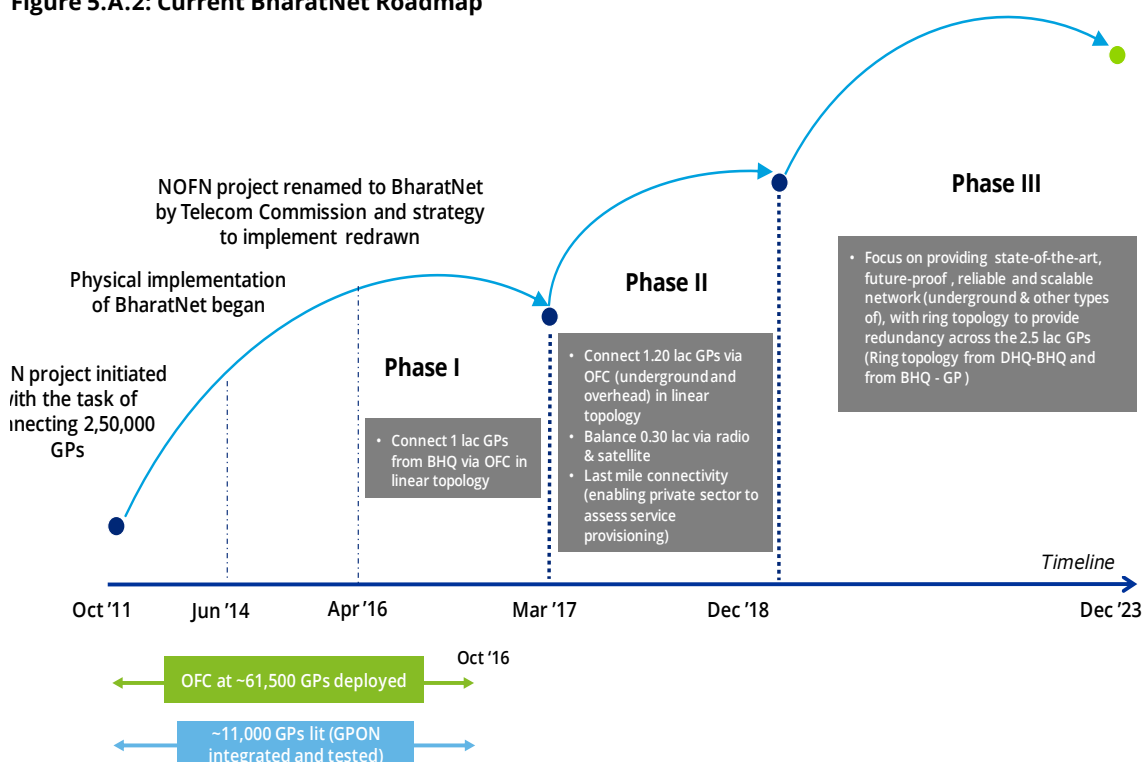 Figure 5.A.2: Current BharatNet Roadmap
NOFN project renamed to BharatNet
by Telecom Commission and strategy
to implement redrawn
Physical implementation
of BharatNet began
N project initiated
with the task of
nnecting 2,50,000
GPs
Phase I
• Connect 1 lac GPs
from BHQ via OFC in
linear topology
Phase II
• Connect 1.20 lac GPs via
OFC (underground and
overhead) in linear
topology
• Balance 0.30 lac via radio
& satellite
• Last mile connectivity
(enabling private sector to
assess service
provisioning)
Phase III
• Focus on providing state-of-the-art,
future-proof , reliable and scalable
network (underground & other types
of), with ring topology to provide
redundancy across the 2.5 lac GPs
(Ring topology from DHQ-BHQ and
from BHQ - GP )
Timeline
Oct '11
Jun '14
Apr '16
Mar '17
Dec '18
Dec '23
Oct '16
OFC at ~61,500 GPs deployed
~11,000 GPs lit (GPON
integrated and tested)